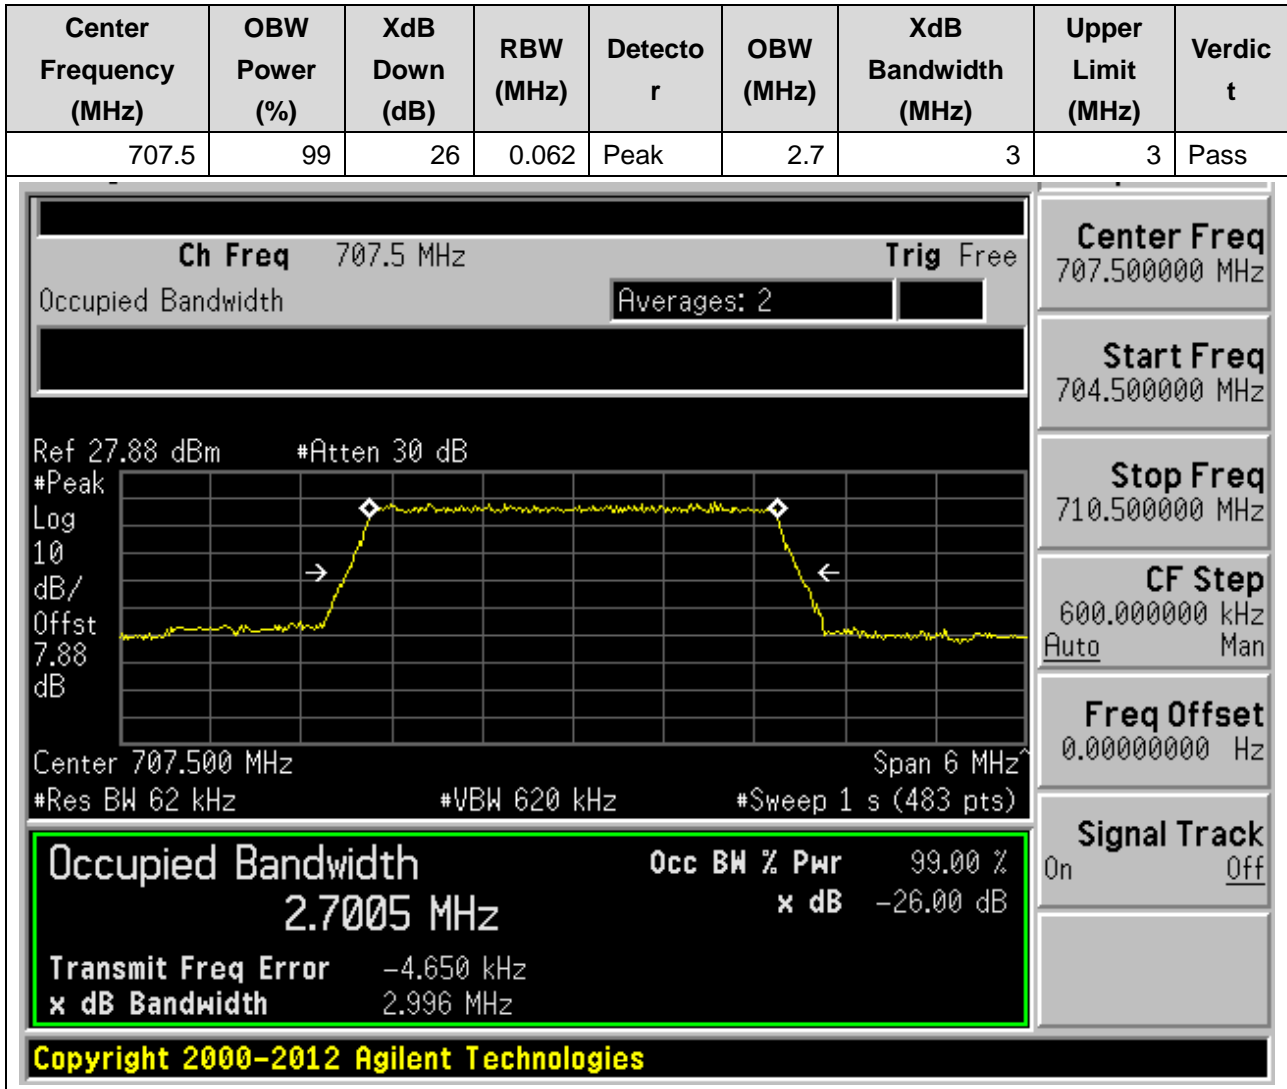 Center Frequency (MHz) OBW Power (%) XdB Down (dB) RBW (MHz) Detector OBW (MHz) XdB Bandwidth (MHz) Upper Limit (MHz) Verdict
707.5 99 26 0.062 Peak 2.7 3 3 Pass
Ch Freq 707.5 MHz Trig Free
Occupied Bandwidth Averages: 2
Ref 27.88 dBm #Atten 30 dB
#Peak
Log
10
dB/
Offst
7.88
dB
Center 707.500 MHz Span 6 MHz^
#Res BW 62 kHz #VBW 620 kHz #Sweep 1 s (483 pts)
Occupied Bandwidth Occ BW % Pwr 99.00 %
2.7005 MHz x dB -26.00 dB
Transmit Freq Error -4.650 kHz
x dB Bandwidth 2.996 MHz
Copyright 2000-2012 Agilent Technologies
Center Freq
707.500000 MHz
Start Freq
704.500000 MHz
Stop Freq
710.500000 MHz
CF Step
600.000000 kHz
Auto Man
Freq Offset
0.00000000 Hz
Signal Track
On Off